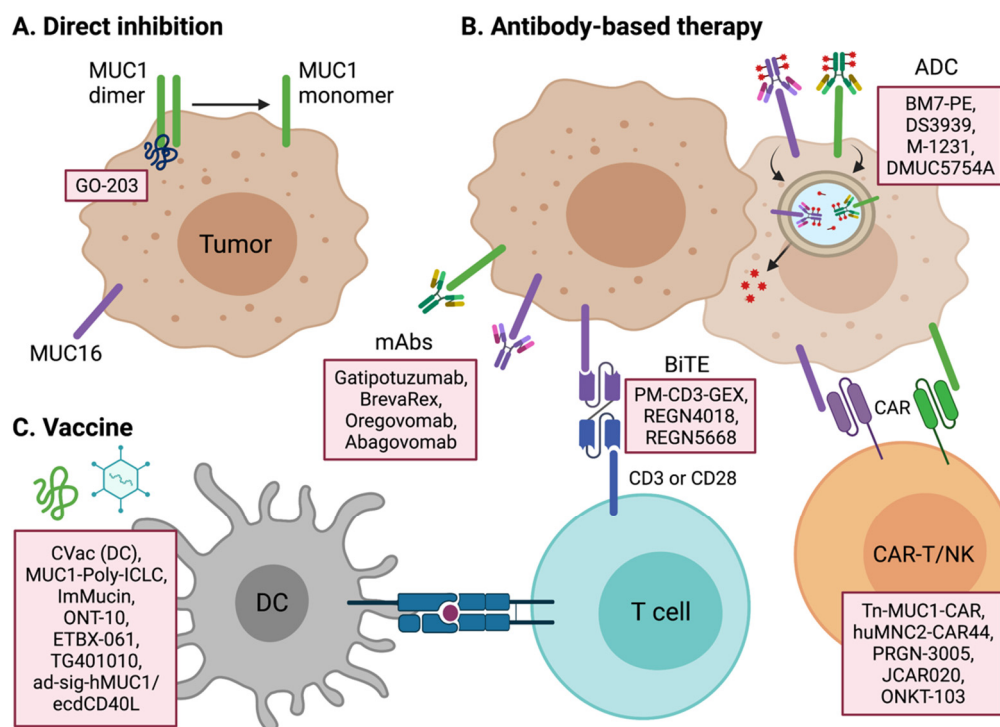 A. Direct inhibition
MUC1
dimer
MUC1
monomer
GO-203
Tumor
MUC16
B. Antibody-based therapy
ADC
BM7-PE,
DS3939,
M-1231,
DMUC5754A
mAbs
Gatipotuzumab,
BrevaRex,
Oregovomab,
Abagovomab
BiTE
PM-CD3-GEX,
REGN4018,
REGN5668
CD3 or CD28
CAR
CAR-T/NK
Tn-MUC1-CAR,
huMNC2-CAR44,
PRGN-3005,
JCAR020,
ONKT-103
C. Vaccine
CVac (DC),
MUC1-Poly-ICLC,
ImMucin,
ONT-10,
ETBX-061,
TG401010,
ad-sig-hMUC1/
ecdCD40L
DC
T cell